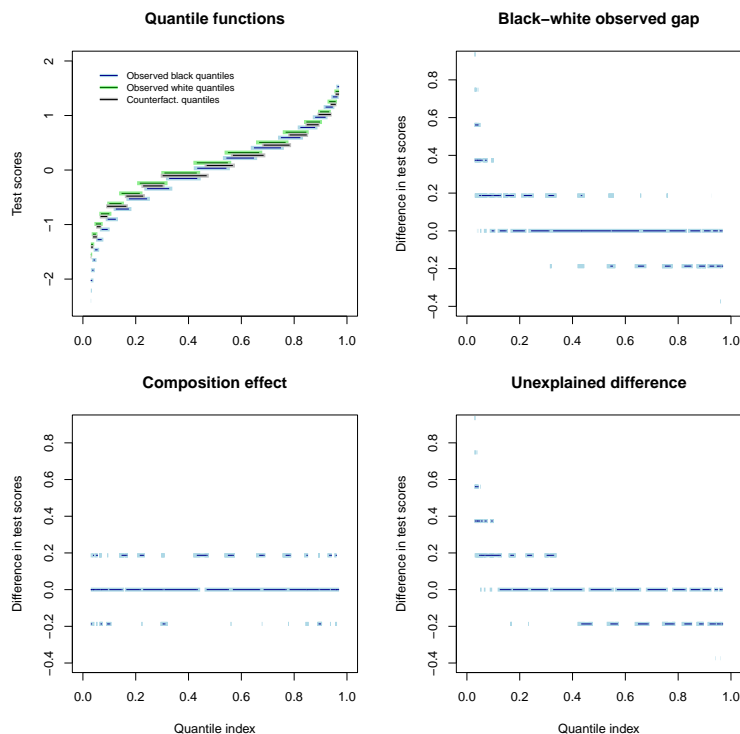 Quantile functions
Test scores
2
1
0
−1
−2
Observed black quantiles
Observed white quantiles
Counterfact. quantiles
0.0 0.2 0.4 0.6 0.8 1.0
Black−white observed gap
Difference in test scores
0.8
0.6
0.4
0.2
0.0
−0.2
−0.4
0.0 0.2 0.4 0.6 0.8 1.0
Composition effect
Difference in test scores
0.8
0.6
0.4
0.2
0.0
−0.2
−0.4
0.0 0.2 0.4 0.6 0.8 1.0
Quantile index
Unexplained difference
Difference in test scores
0.8
0.6
0.4
0.2
0.0
−0.2
−0.4
0.0 0.2 0.4 0.6 0.8 1.0
Quantile index